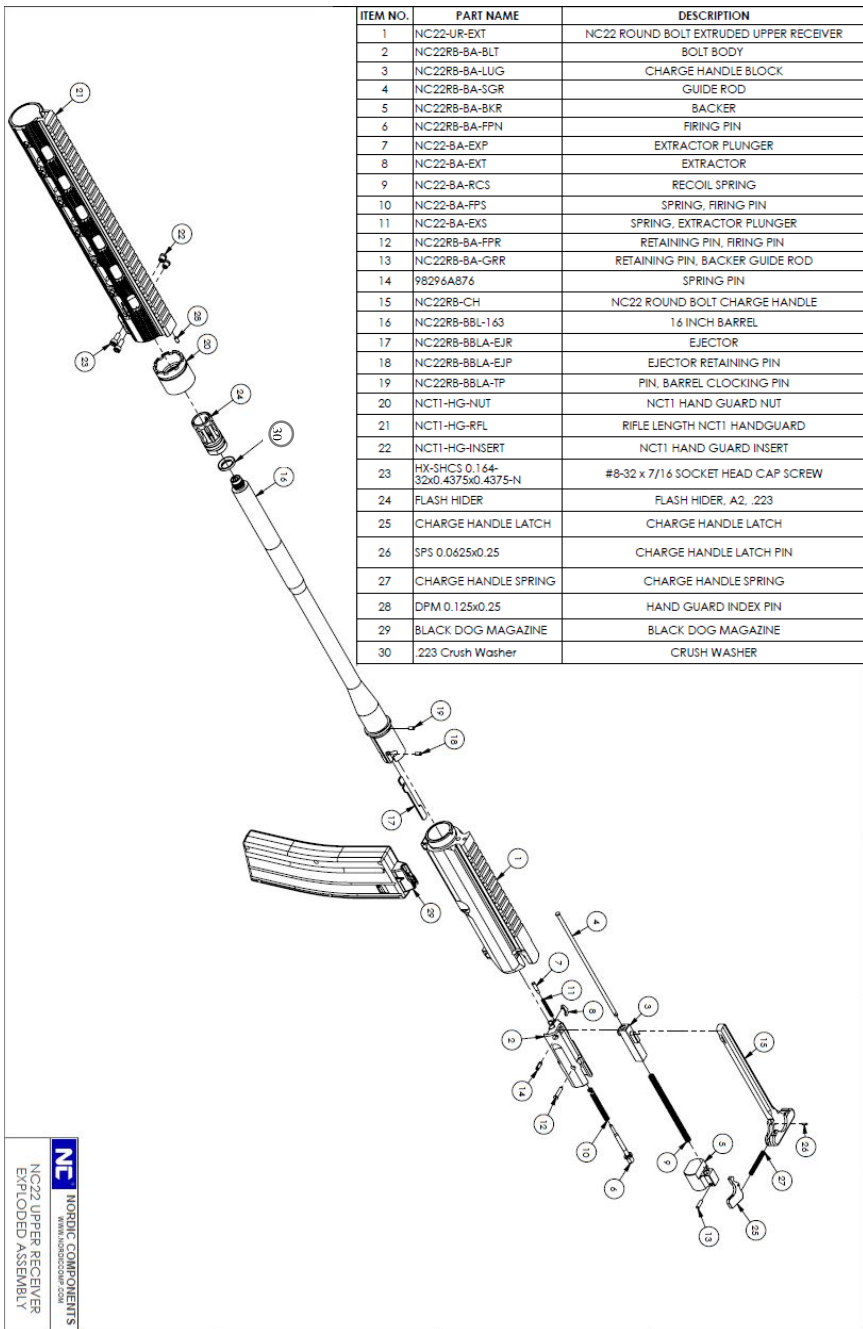 ITEM NO. PART NAME DESCRIPTION
1 NC22-UR-EXT NC22 ROUND BOLT EXTRUDED UPPER RECEIVER
2 NC22RB-BA-BLT BOLT BODY
3 NC22RB-BA-LUG CHARGE HANDLE BLOCK
4 NC22RB-BA-SGR GUIDE ROD
5 NC22RB-BA-BKR BACKER
6 NC22RB-BA-FPN FIRING PIN
7 NC22-BA-EXP EXTRACTOR PLUNGER
8 NC22-BA-EXT EXTRACTOR
9 NC22-BA-RCS RECOIL SPRING
10 NC22-BA-FPS SPRING, FIRING PIN
11 NC22-BA-EXS SPRING, EXTRACTOR PLUNGER
12 NC22RB-BA-FPR RETAINING PIN, FIRING PIN
13 NC22RB-BA-GRR RETAINING PIN, BACKER GUIDE ROD
14 98296A876 SPRING PIN
15 NC22RB-CH NC22 ROUND BOLT CHARGE HANDLE
16 NC22RB-BBL-163 16 INCH BARREL
17 NC22RB-BBLA-EJR EJECTOR
18 NC22RB-BBLA-EJP EJECTOR RETAINING PIN
19 NC22RB-BBLA-TP PIN, BARREL CLOCKING PIN
20 NCT1-HG-NUT NCT1 HAND GUARD NUT
21 NCT1-HG-RFL RIFLE LENGTH NCT1 HANDGUARD
22 NCT1-HG-INSERT NCT1 HAND GUARD INSERT
23 HX-SHCS 0.164-
32x0.4375x0.4375-N #8-32 x 7/16 SOCKET HEAD CAP SCREW
24 FLASH HIDER FLASH HIDER, A2, .223
25 CHARGE HANDLE LATCH CHARGE HANDLE LATCH
26 SPS 0.0625x0.25 CHARGE HANDLE LATCH PIN
27 CHARGE HANDLE SPRING CHARGE HANDLE SPRING
28 DPM 0.125x0.25 HAND GUARD INDEX PIN
29 BLACK DOG MAGAZINE BLACK DOG MAGAZINE
30 .223 Crush Washer CRUSH WASHER
21
22
28
23
20
24
30
16
19
18
17
29
1
4
7
11
8
3
2
15
14
12
10
9
5
26
27
6
13
25
NC NORDIC COMPONENTS
WWW.NORDICCOMP.COM
NC22 UPPER RECEIVER
EXPLODED ASSEMBLY